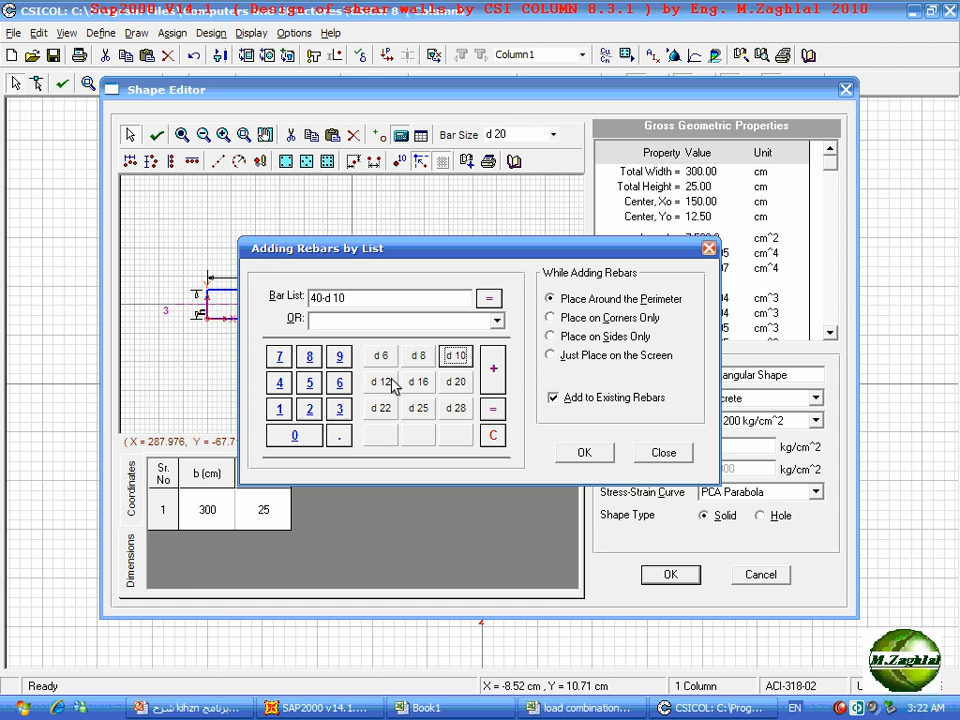 Sap2000 V14.1 ( Design of shear walls by CSI COLUMN 8.3.1 ) by Eng. M.Zaghlal 2010
File Edit View Define Draw Assign Design Display Options Help
Column1
Shape Editor
Bar Size d 20
Gross Geometric Properties
Property Value Unit
Total Width = 300.00 cm
Total Height = 25.00 cm
Center, Xo = 150.00 cm
Center, Yo = 12.50 cm
cm^2
cm^4
cm^4
cm^3
cm^3
cm^3
cm^3
Adding Rebars by List
Bar List: 40-d 10 =
OR:
7 8 9 d 6 d 8 d 10 +
4 5 6 d 12 d 16 d 20
1 2 3 d 22 d 25 d 28 =
0 . C
While Adding Rebars
Place Around the Perimeter
Place on Corners Only
Place on Sides Only
Just Place on the Screen
Add to Existing Rebars
OK Close
3
angular Shape
crete
200 kg/cm^2
kg/cm^2
kg/cm^2
Stress-Strain Curve PCA Parabola
Shape Type Solid Hole
OK Cancel
( X = 287.976, Y = -67.7
Coordinates
Dimensions
Sr. No b (cm)
1 300 25
Ready X = -8.52 cm , Y = 10.71 cm 1 Column ACI-318-02
M.Zaghlal
برنامج kihzn شرح
SAP2000 v14.1....
Book1
load combination...
CSICOL: C:\Prog...
EN
3:22 AM